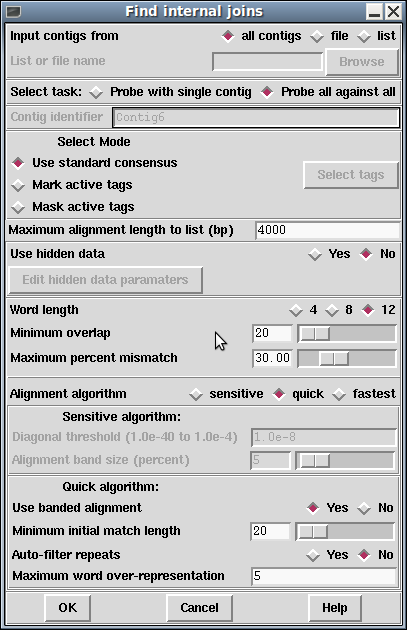 Find internal joins
Input contigs from all contigs file list
List or file name Browse
Select task: Probe with single contig Probe all against all
Contig identifier Contig6
Select Mode
Use standard consensus
Mark active tags Select tags
Mask active tags
Maximum alignment length to list (bp) 4000
Use hidden data Yes No
Edit hidden data paramaters
Word length 4 8 12
Minimum overlap 20
Maximum percent mismatch 30.00
Alignment algorithm sensitive quick fastest
Sensitive algorithm:
Diagonal threshold (1.0e-40 to 1.0e-4) 1.0e-8
Alignment band size (percent) 5
Quick algorithm:
Use banded alignment Yes No
Minimum initial match length 20
Auto-filter repeats Yes No
Maximum word over-representation 5
OK Cancel Help